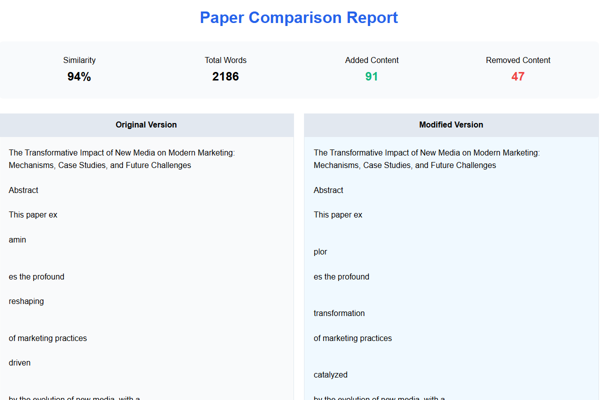 Paper Comparison Report
Similarity
94%
Total Words
2186
Added Content
91
Removed Content
47
Original Version
The Transformative Impact of New Media on Modern Marketing:
Mechanisms, Case Studies, and Future Challenges
Abstract
This paper ex
amin
es the profound
reshaping
of marketing practices
driven
by the evolution of new media, with a
Modified Version
The Transformative Impact of New Media on Modern Marketing:
Mechanisms, Case Studies, and Future Challenges
Abstract
This paper ex
plor
es the profound
transformation
of marketing practices
catalyzed
by the evolution of new media, with a